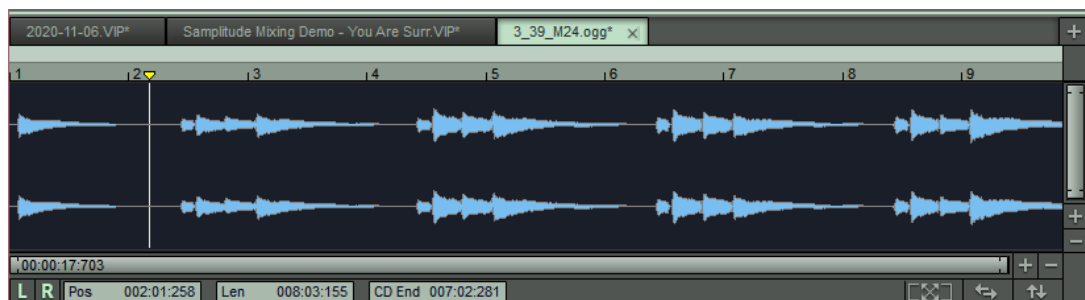 2020-11-06.VIP* Samplitude Mixing Demo - You Are Surr.VIP* 3_39_M24.ogg* × +
1 2 3 4 5 6 7 8 9
00:00:17:703 + −
L R Pos 002:01:258 Len 008:03:155 CD End 007:02:281